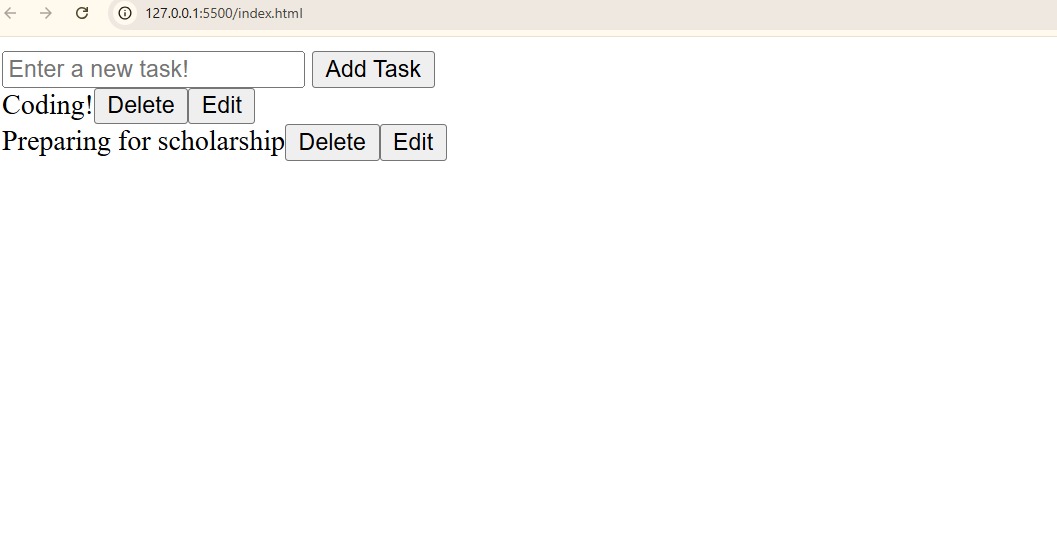 127.0.0.1:5500/index.html
Enter a new task! Add Task
Coding! Delete Edit
Preparing for scholarship Delete Edit